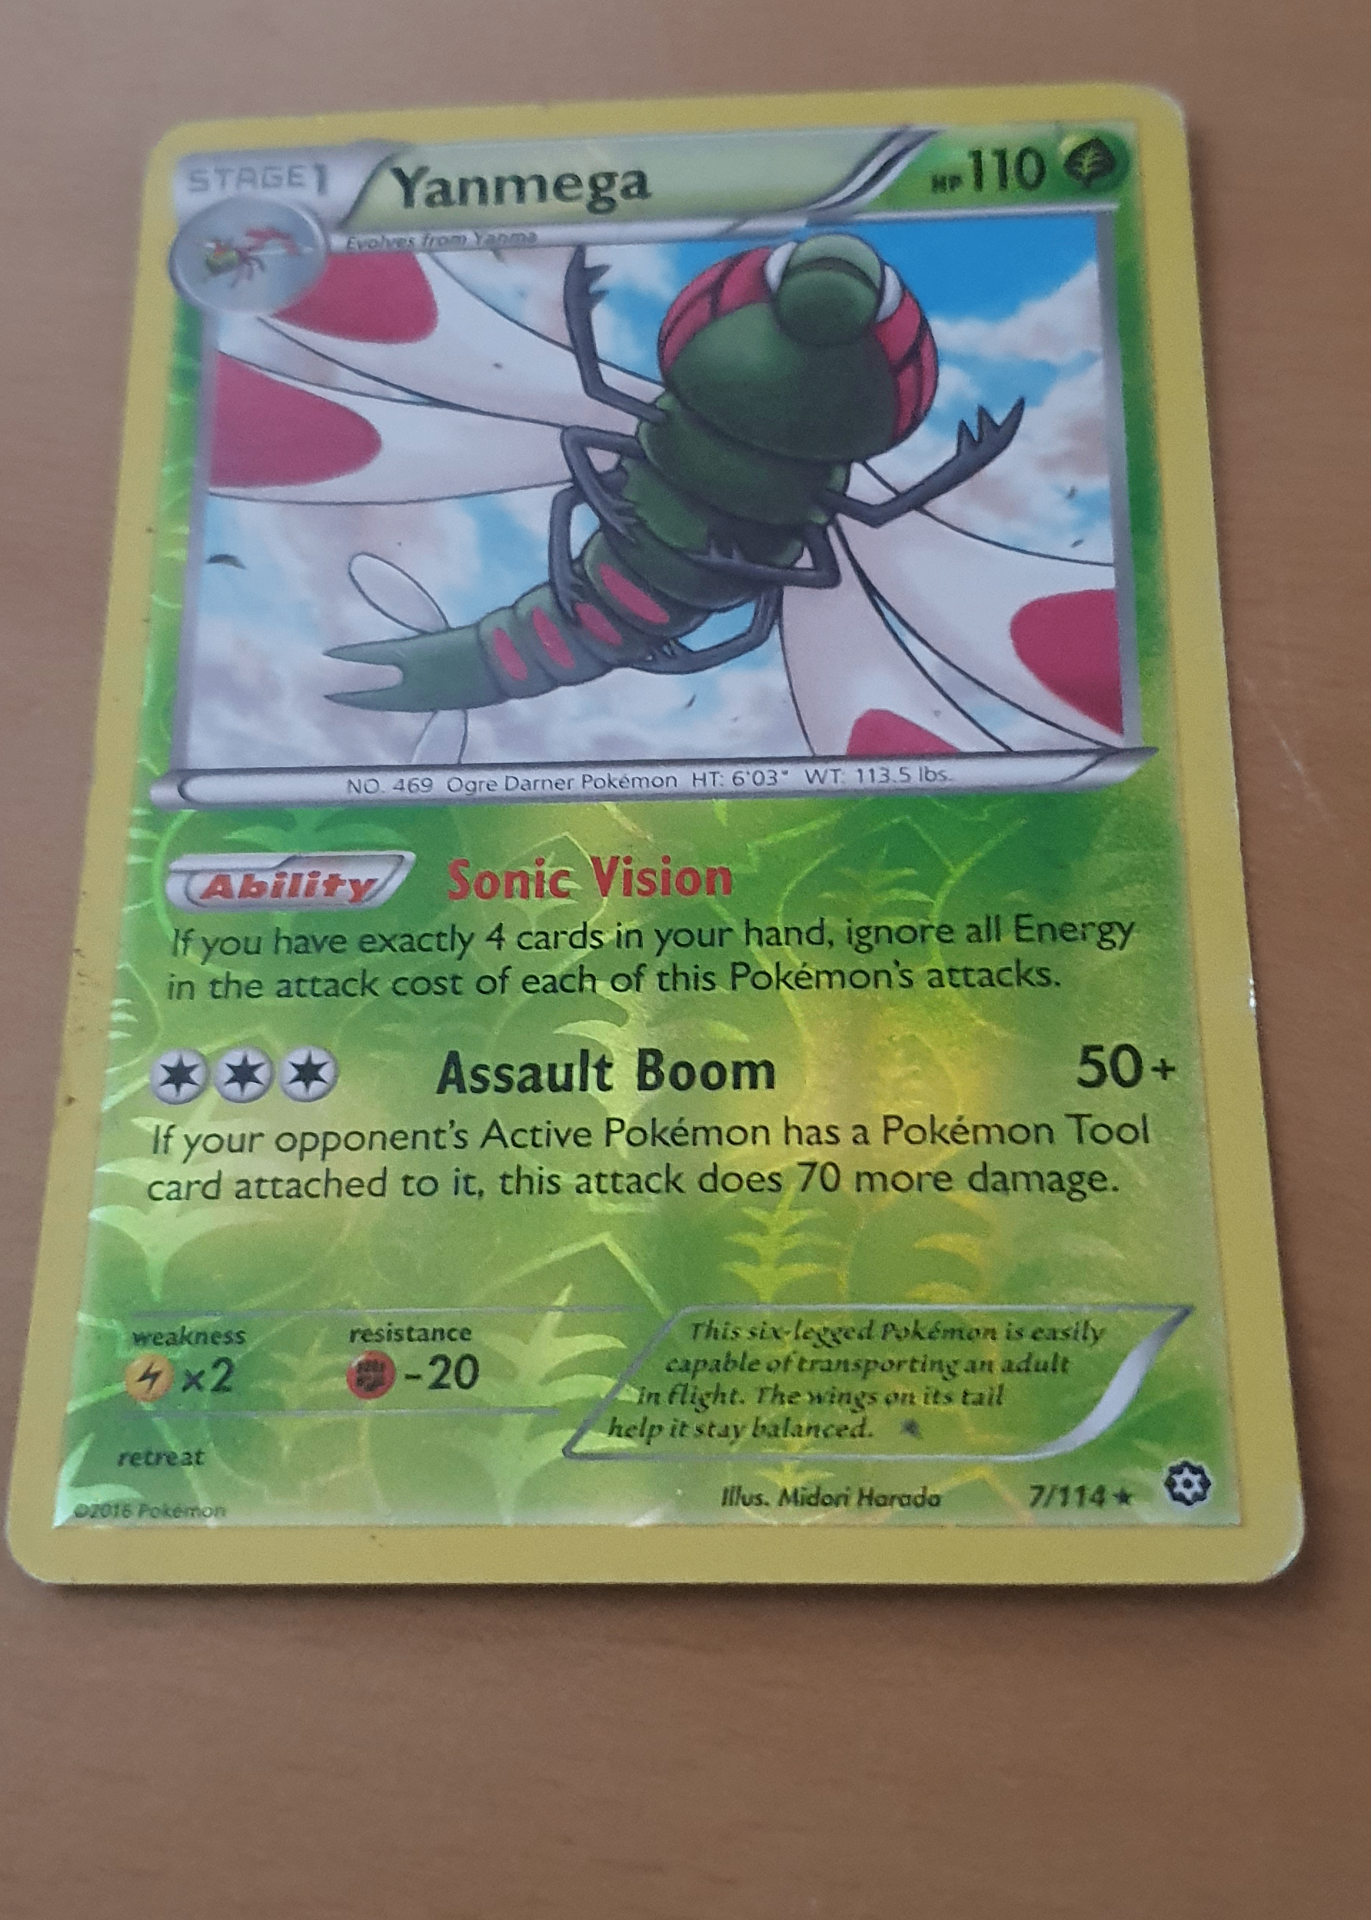 STAGE 1 Yanmega HP 110
Evolves from Yanma
NO. 469 Ogre Darner Pokémon HT: 6'03" WT: 113.5 lbs.
Ability Sonic Vision
If you have exactly 4 cards in your hand, ignore all Energy
in the attack cost of each of this Pokémon's attacks.
Assault Boom 50+
If your opponent's Active Pokémon has a Pokémon Tool
card attached to it, this attack does 70 more damage.
weakness resistance
x2 -20
retreat
This six-legged Pokémon is easily
capable of transporting an adult
in flight. The wings on its tail
help it stay balanced.
©2016 Pokémon Illus. Midori Harada 7/114